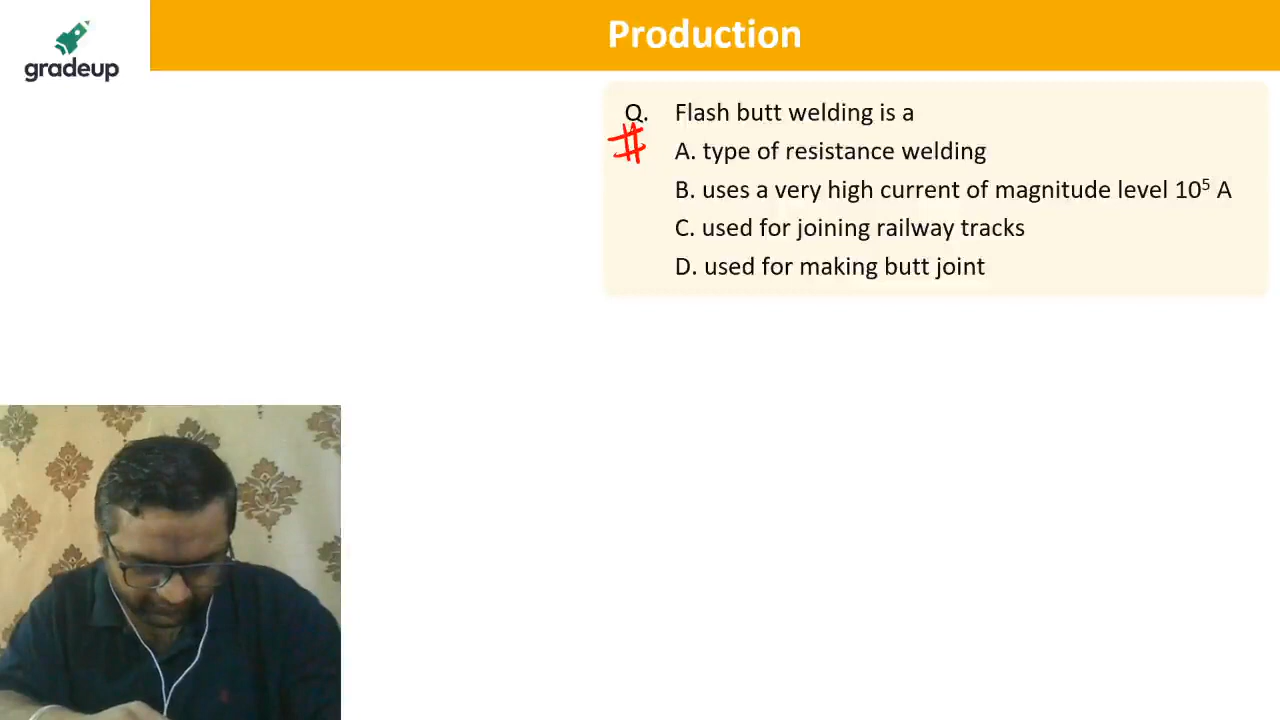 Production
gradeup
Q. Flash butt welding is a
#
A. type of resistance welding
B. uses a very high current of magnitude level 10⁵ A
C. used for joining railway tracks
D. used for making butt joint